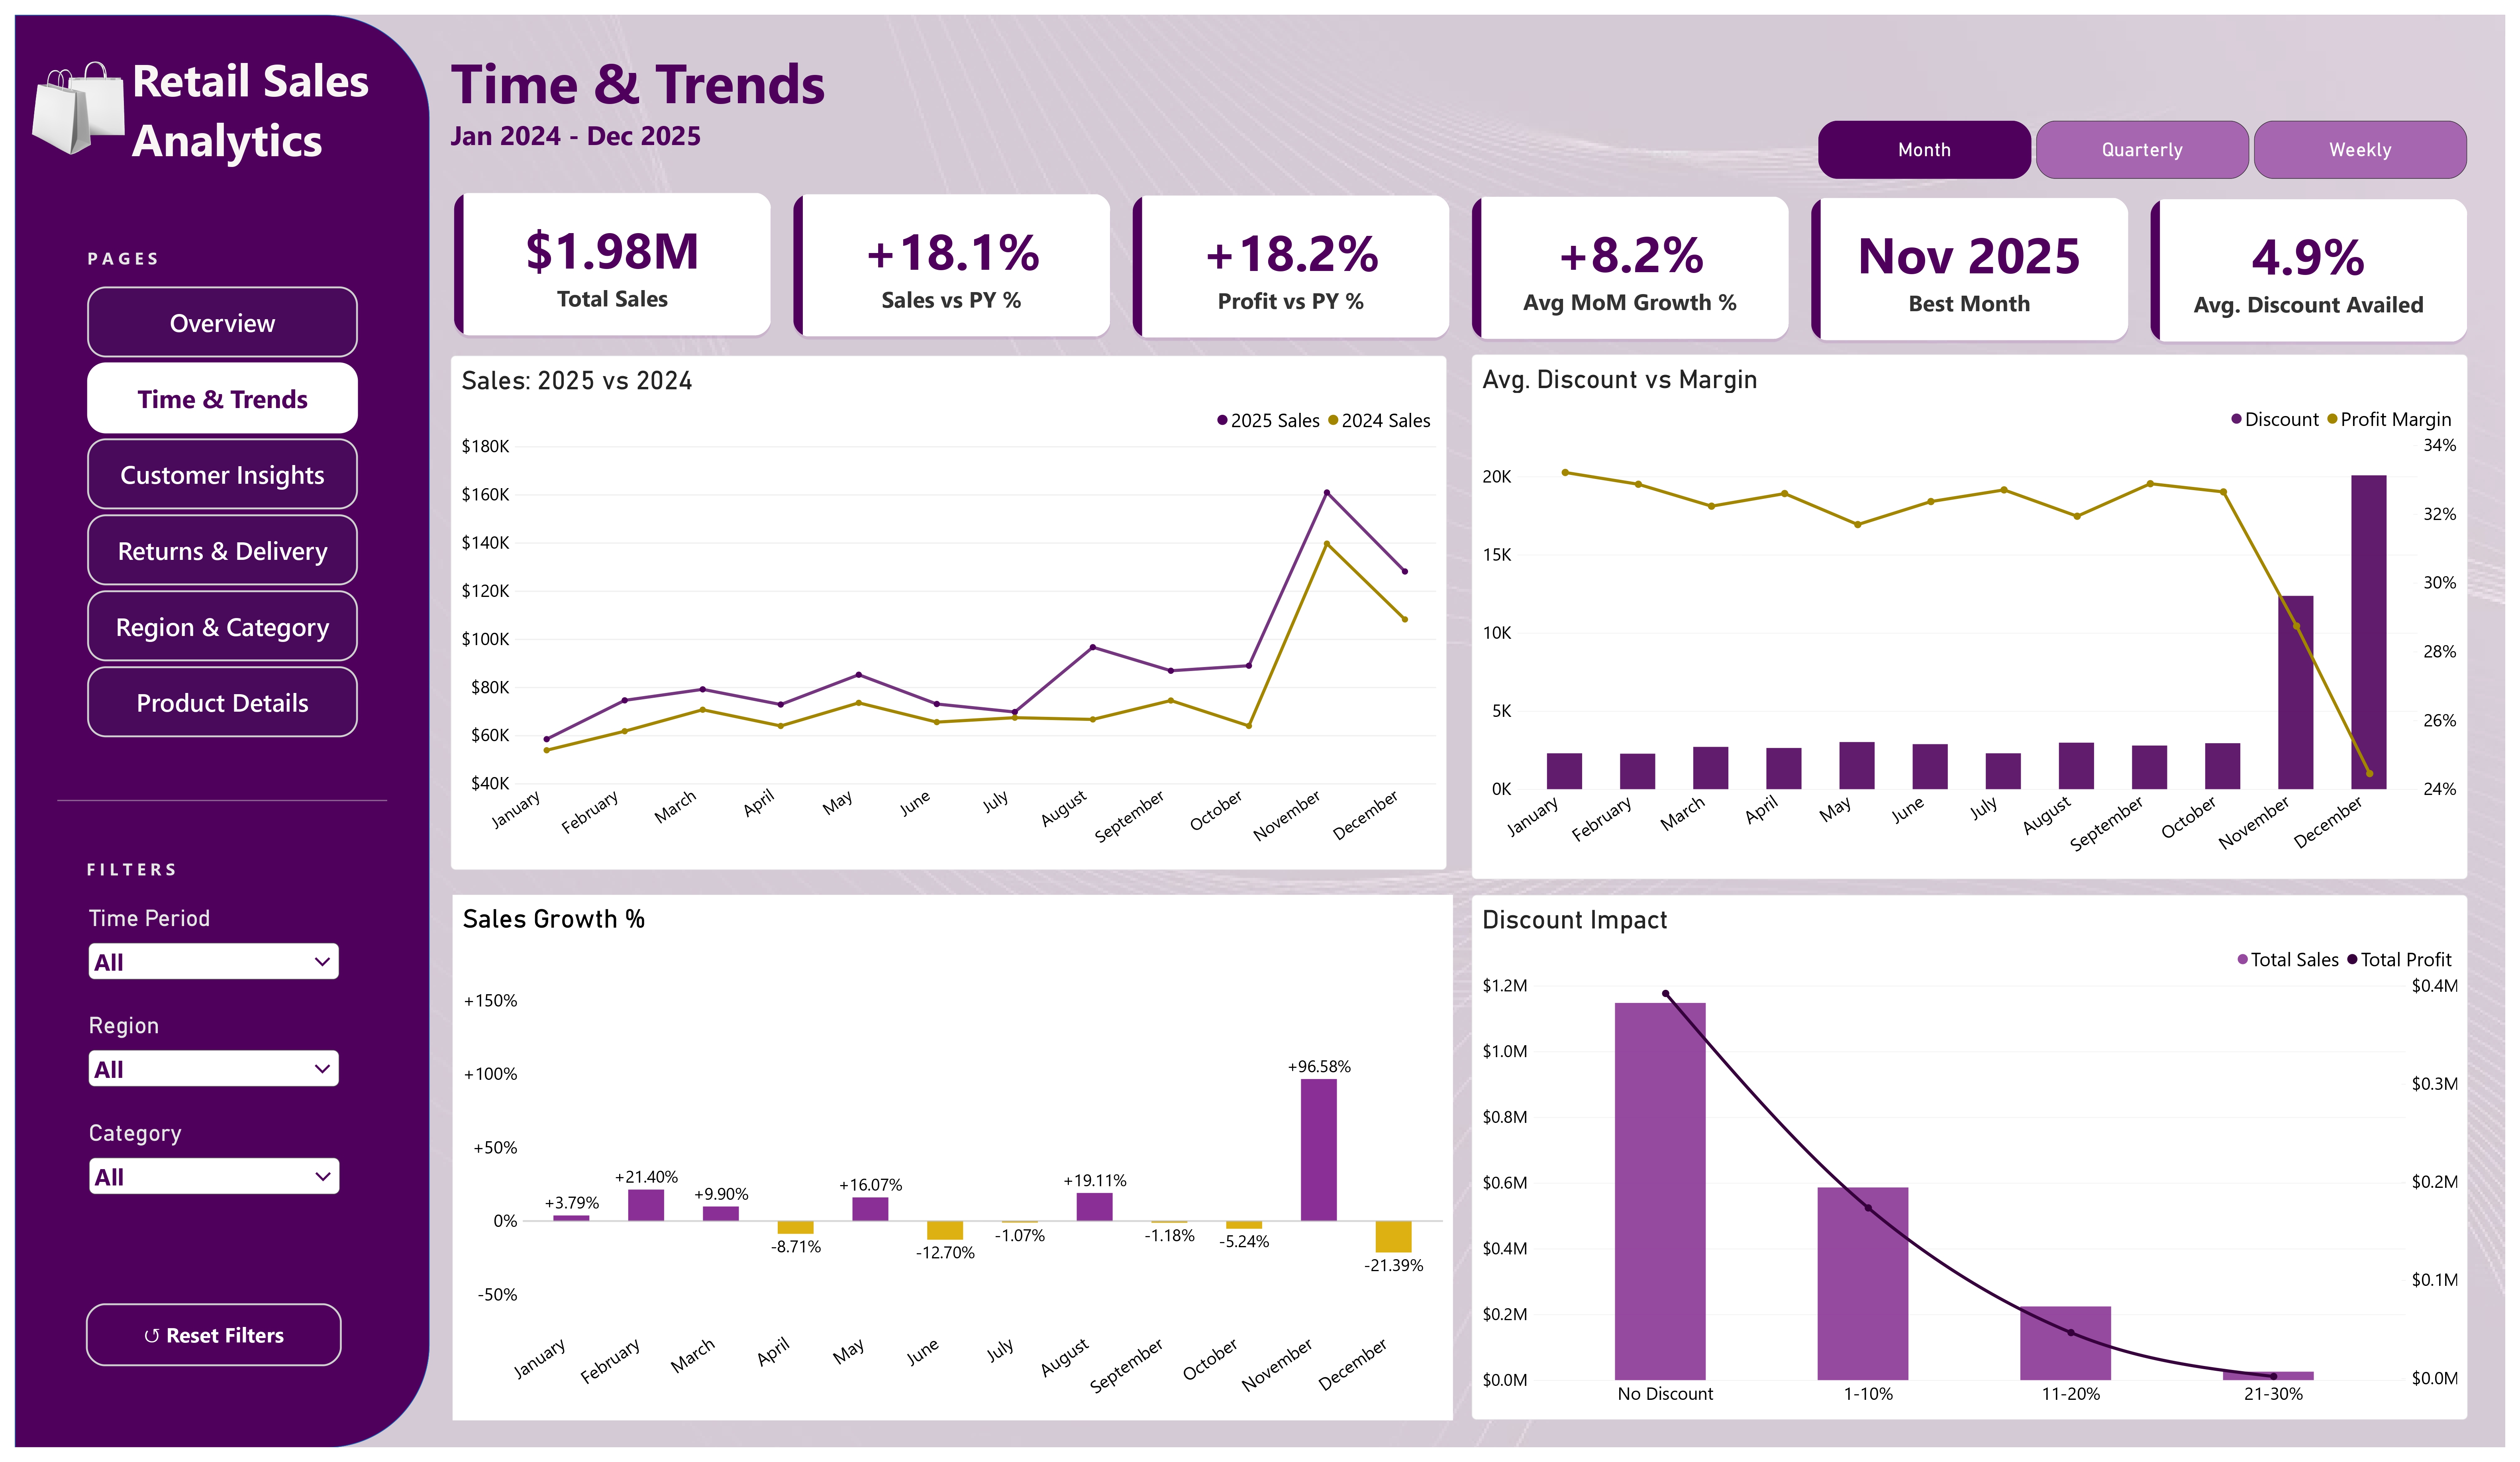 Retail Sales
Analytics
PAGES
Overview
Time & Trends
Customer Insights
Returns & Delivery
Region & Category
Product Details
FILTERS
Time Period
All
Region
All
Category
All
↺ Reset Filters
Time & Trends
Jan 2024 - Dec 2025
Month Quarterly Weekly
$1.98M
Total Sales
+18.1%
Sales vs PY %
+18.2%
Profit vs PY %
+8.2%
Avg MoM Growth %
Nov 2025
Best Month
4.9%
Avg. Discount Availed
Sales: 2025 vs 2024
2025 Sales 2024 Sales
$180K
$160K
$140K
$120K
$100K
$80K
$60K
$40K
January February March April May June July August September October November December
Avg. Discount vs Margin
Discount Profit Margin
34%
20K
32%
15K
30%
10K
28%
5K
26%
0K
24%
January February March April May June July August September October November December
Sales Growth %
+150%
+100%
+50%
0%
-50%
+3.79%
+21.40%
+9.90%
-8.71%
+16.07%
-12.70%
-1.07%
+19.11%
-1.18%
-5.24%
+96.58%
-21.39%
January February March April May June July August September October November December
Discount Impact
Total Sales Total Profit
$1.2M
$1.0M
$0.8M
$0.6M
$0.4M
$0.2M
$0.0M
$0.4M
$0.3M
$0.2M
$0.1M
$0.0M
No Discount 1-10% 11-20% 21-30%